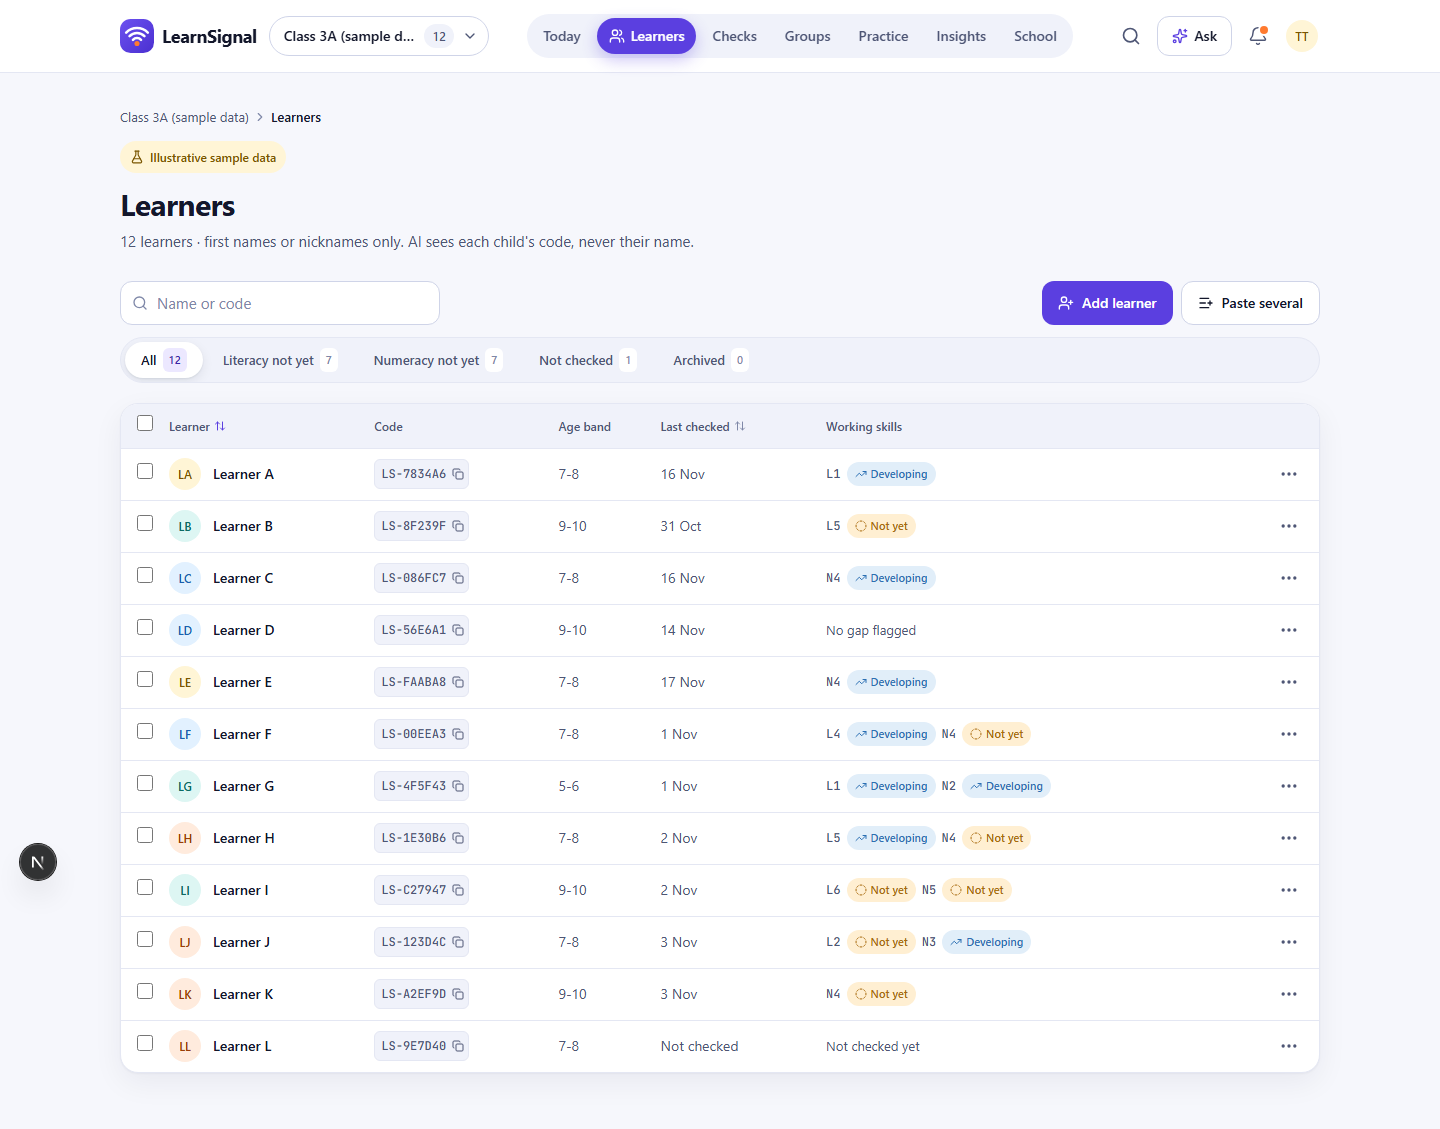 LearnSignal
Class 3A (sample d... 12
Today Learners Checks Groups Practice Insights School
Ask
TT
Class 3A (sample data) > Learners
Illustrative sample data
Learners
12 learners · first names or nicknames only. AI sees each child's code, never their name.
Name or code
Add learner
Paste several
All 12 Literacy not yet 7 Numeracy not yet 7 Not checked 1 Archived 0
Learner Code Age band Last checked Working skills
LA Learner A LS-7834A6 7-8 16 Nov L1 Developing
LB Learner B LS-8F239F 9-10 31 Oct L5 Not yet
LC Learner C LS-086FC7 7-8 16 Nov N4 Developing
LD Learner D LS-56E6A1 9-10 14 Nov No gap flagged
LE Learner E LS-FAABA8 7-8 17 Nov N4 Developing
LF Learner F LS-00EEA3 7-8 1 Nov L4 Developing N4 Not yet
LG Learner G LS-4F5F43 5-6 1 Nov L1 Developing N2 Developing
LH Learner H LS-1E30B6 7-8 2 Nov L5 Developing N4 Not yet
LI Learner I LS-C27947 9-10 2 Nov L6 Not yet N5 Not yet
LJ Learner J LS-123D4C 7-8 3 Nov L2 Not yet N3 Developing
LK Learner K LS-A2EF9D 9-10 3 Nov N4 Not yet
LL Learner L LS-9E7D40 7-8 Not checked Not checked yet
N